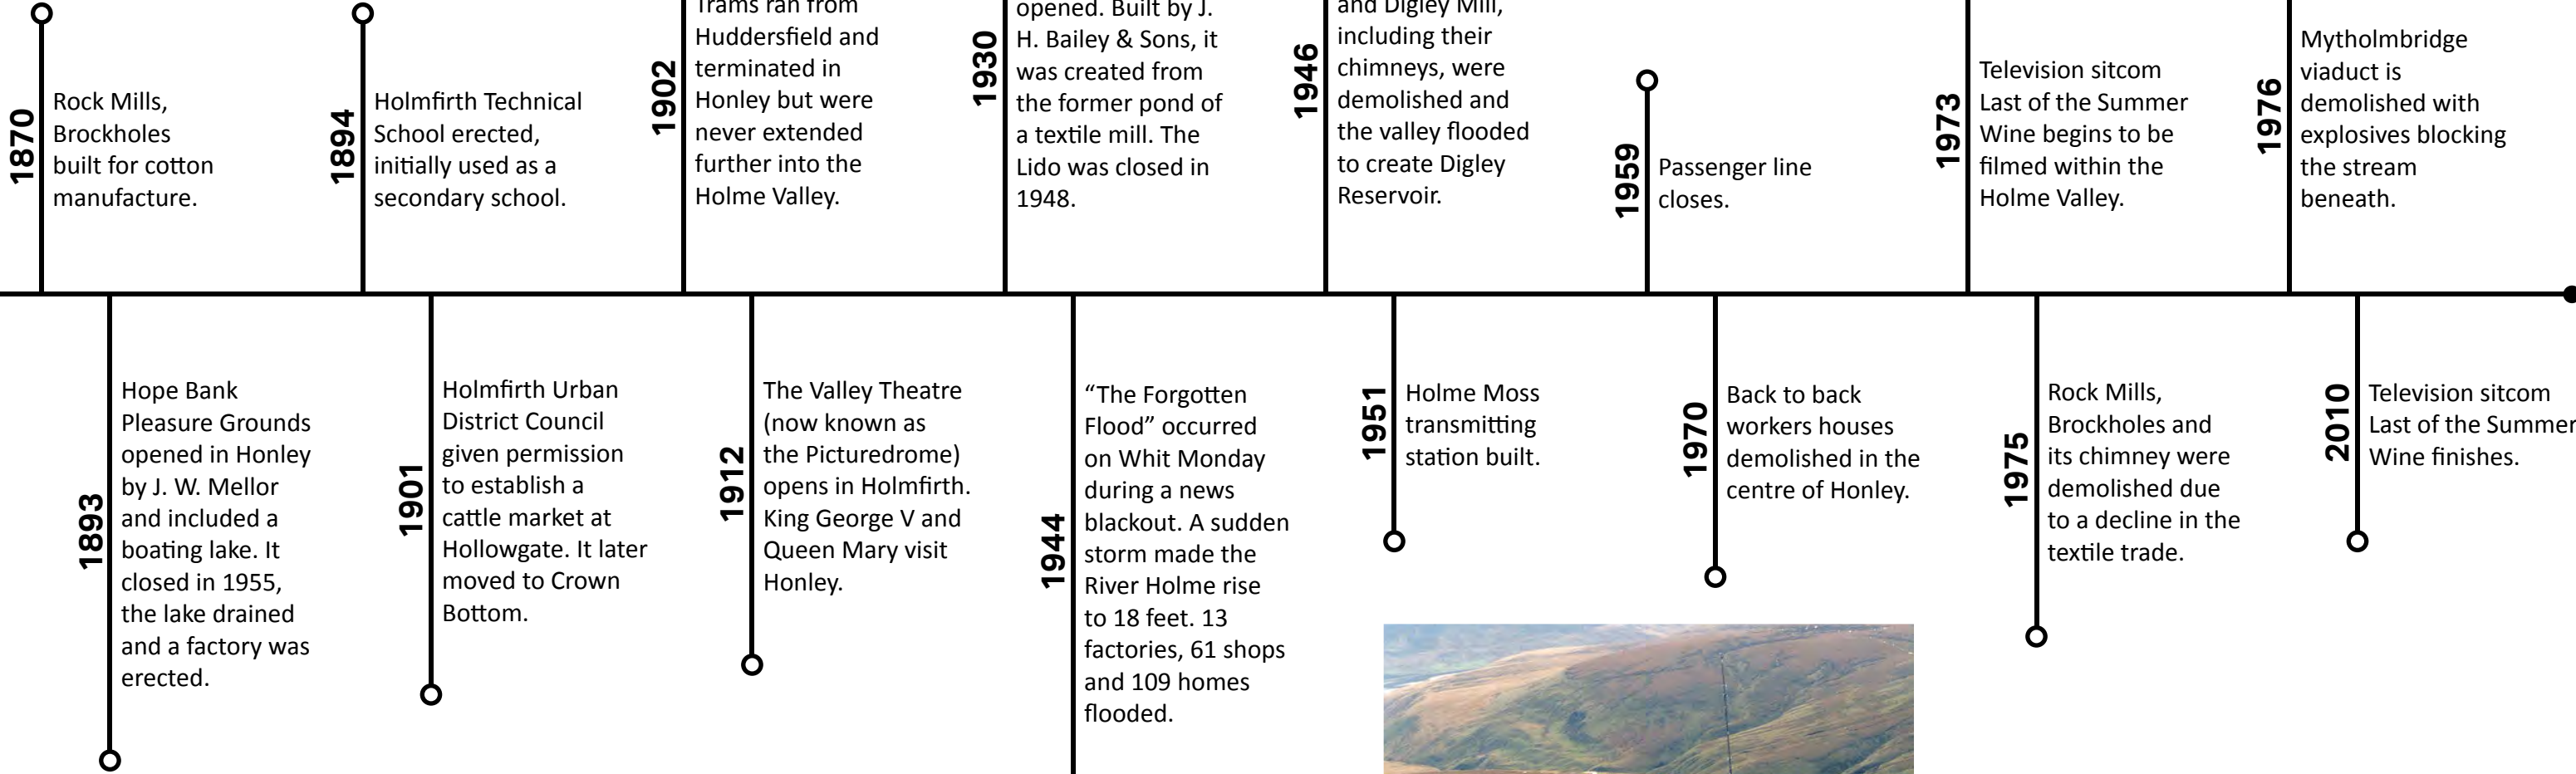 1870
Rock Mills,
Brockholes
built for cotton
manufacture.
1893
Hope Bank
Pleasure Grounds
opened in Honley
by J. W. Mellor
and included a
boating lake. It
closed in 1955,
the lake drained
and a factory was
erected.
1894
Holmfirth Technical
School erected,
initially used as a
secondary school.
1901
Holmfirth Urban
District Council
given permission
to establish a
cattle market at
Hollowgate. It later
moved to Crown
Bottom.
1902
Trams ran from
Huddersfield and
terminated in
Honley but were
never extended
further into the
Holme Valley.
1912
The Valley Theatre
(now known as
the Picturedrome)
opens in Holmfirth.
King George V and
Queen Mary visit
Honley.
1930
opened. Built by J.
H. Bailey & Sons, it
was created from
the former pond of
a textile mill. The
Lido was closed in
1948.
1944
“The Forgotten
Flood” occurred
on Whit Monday
during a news
blackout. A sudden
storm made the
River Holme rise
to 18 feet. 13
factories, 61 shops
and 109 homes
flooded.
1946
and Digley Mill,
including their
chimneys, were
demolished and
the valley flooded
to create Digley
Reservoir.
1951
Holme Moss
transmitting
station built.
1959
Passenger line
closes.
1970
Back to back
workers houses
demolished in the
centre of Honley.
1973
Television sitcom
Last of the Summer
Wine begins to be
filmed within the
Holme Valley.
1975
Rock Mills,
Brockholes and
its chimney were
demolished due
to a decline in the
textile trade.
1976
Mytholmbridge
viaduct is
demolished with
explosives blocking
the stream
beneath.
2010
Television sitcom
Last of the Summer
Wine finishes.